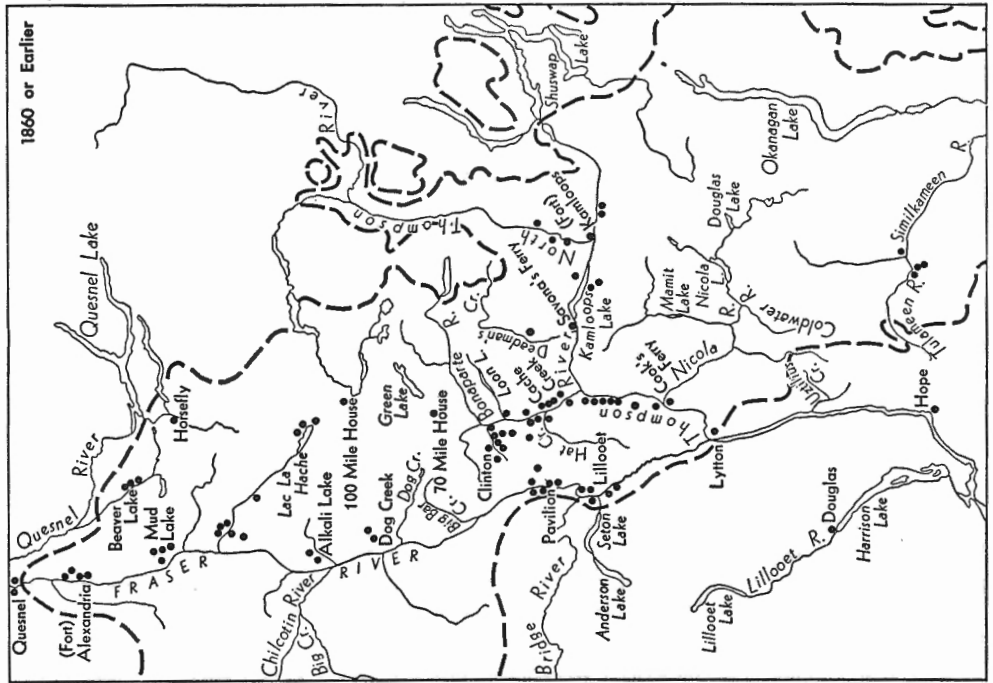 1860 or Earlier
Quesnel
Quesnel
River
Quesnel Lake
River
(Fort)
Alexandria
Beaver
Lake
Mud
Lake
Horsefly
FRASER
RIVER
Lac La
Hache
Alkali Lake
100 Mile House
Green
Lake
Chilcotin River
Big Cr.
Dog Creek
Dog Cr.
70 Mile House
Big Bar
Cr.
Clinton
Bonaparte
R.
Loon L.
Cache
Creek
Deadman's
Cr.
Savona's Ferry
North
Thompson
(Fort)
Kamloops
Kamloops
Lake
Shuswap
Lake
River
Thompson
Hat
Cr.
Pavilion
Lillooet
Seton
Lake
Bridge
River
Anderson
Lake
Cook's
Ferry
Nicola
R.
Mamit
Lake
Nicola
L.
Douglas
Lake
Okanagan
Lake
Coldwater
R.
Lytton
Uzilius
Cr.
Tulameen R.
Similkameen
R.
Hope
Lillooet
Lake
Lillooet
R.
Douglas
Harrison
Lake